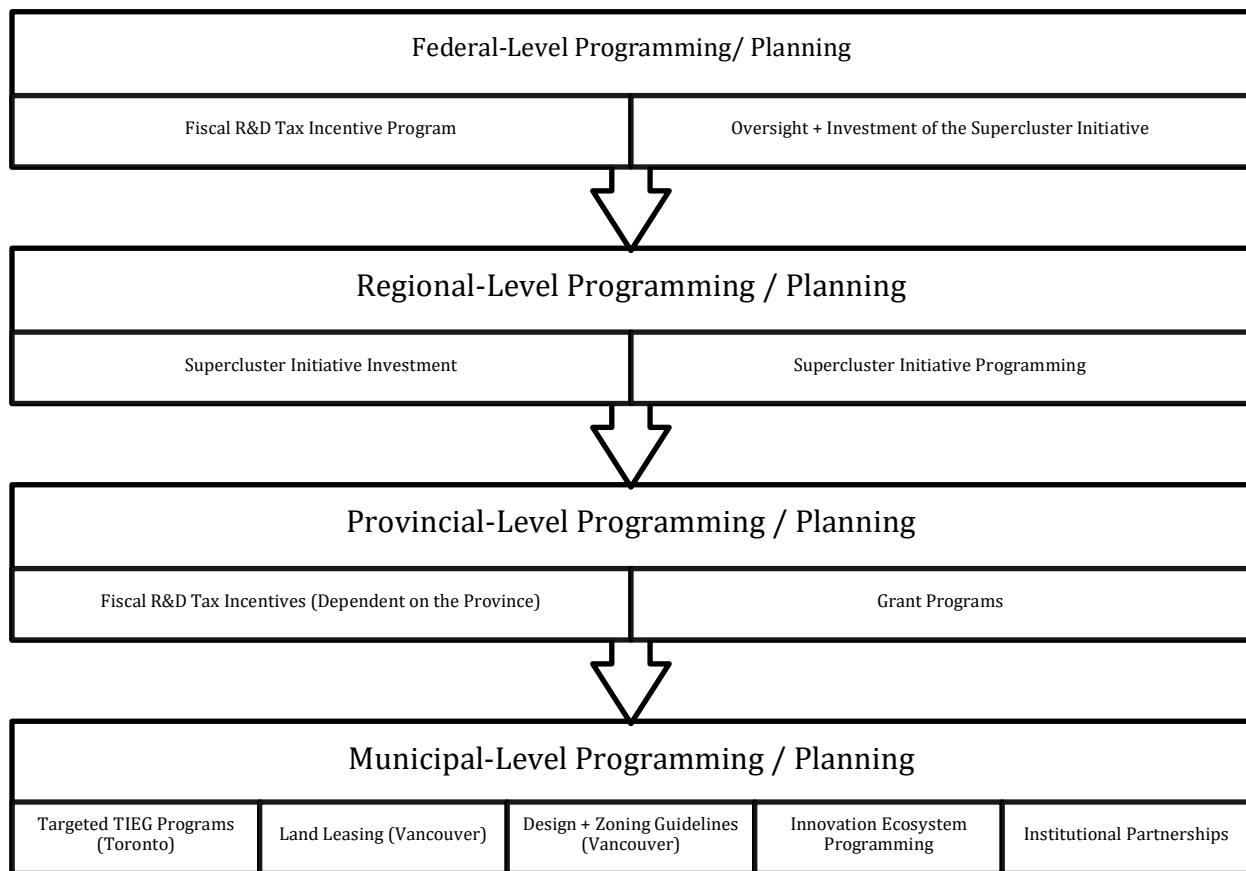 Federal-Level Programming/ Planning
Fiscal R&D Tax Incentive Program
Oversight + Investment of the Supercluster Initiative
Regional-Level Programming / Planning
Supercluster Initiative Investment
Supercluster Initiative Programming
Provincial-Level Programming / Planning
Fiscal R&D Tax Incentives (Dependent on the Province)
Grant Programs
Municipal-Level Programming / Planning
Targeted TIEG Programs
(Toronto)
Land Leasing (Vancouver)
Design + Zoning Guidelines
(Vancouver)
Innovation Ecosystem
Programming
Institutional Partnerships